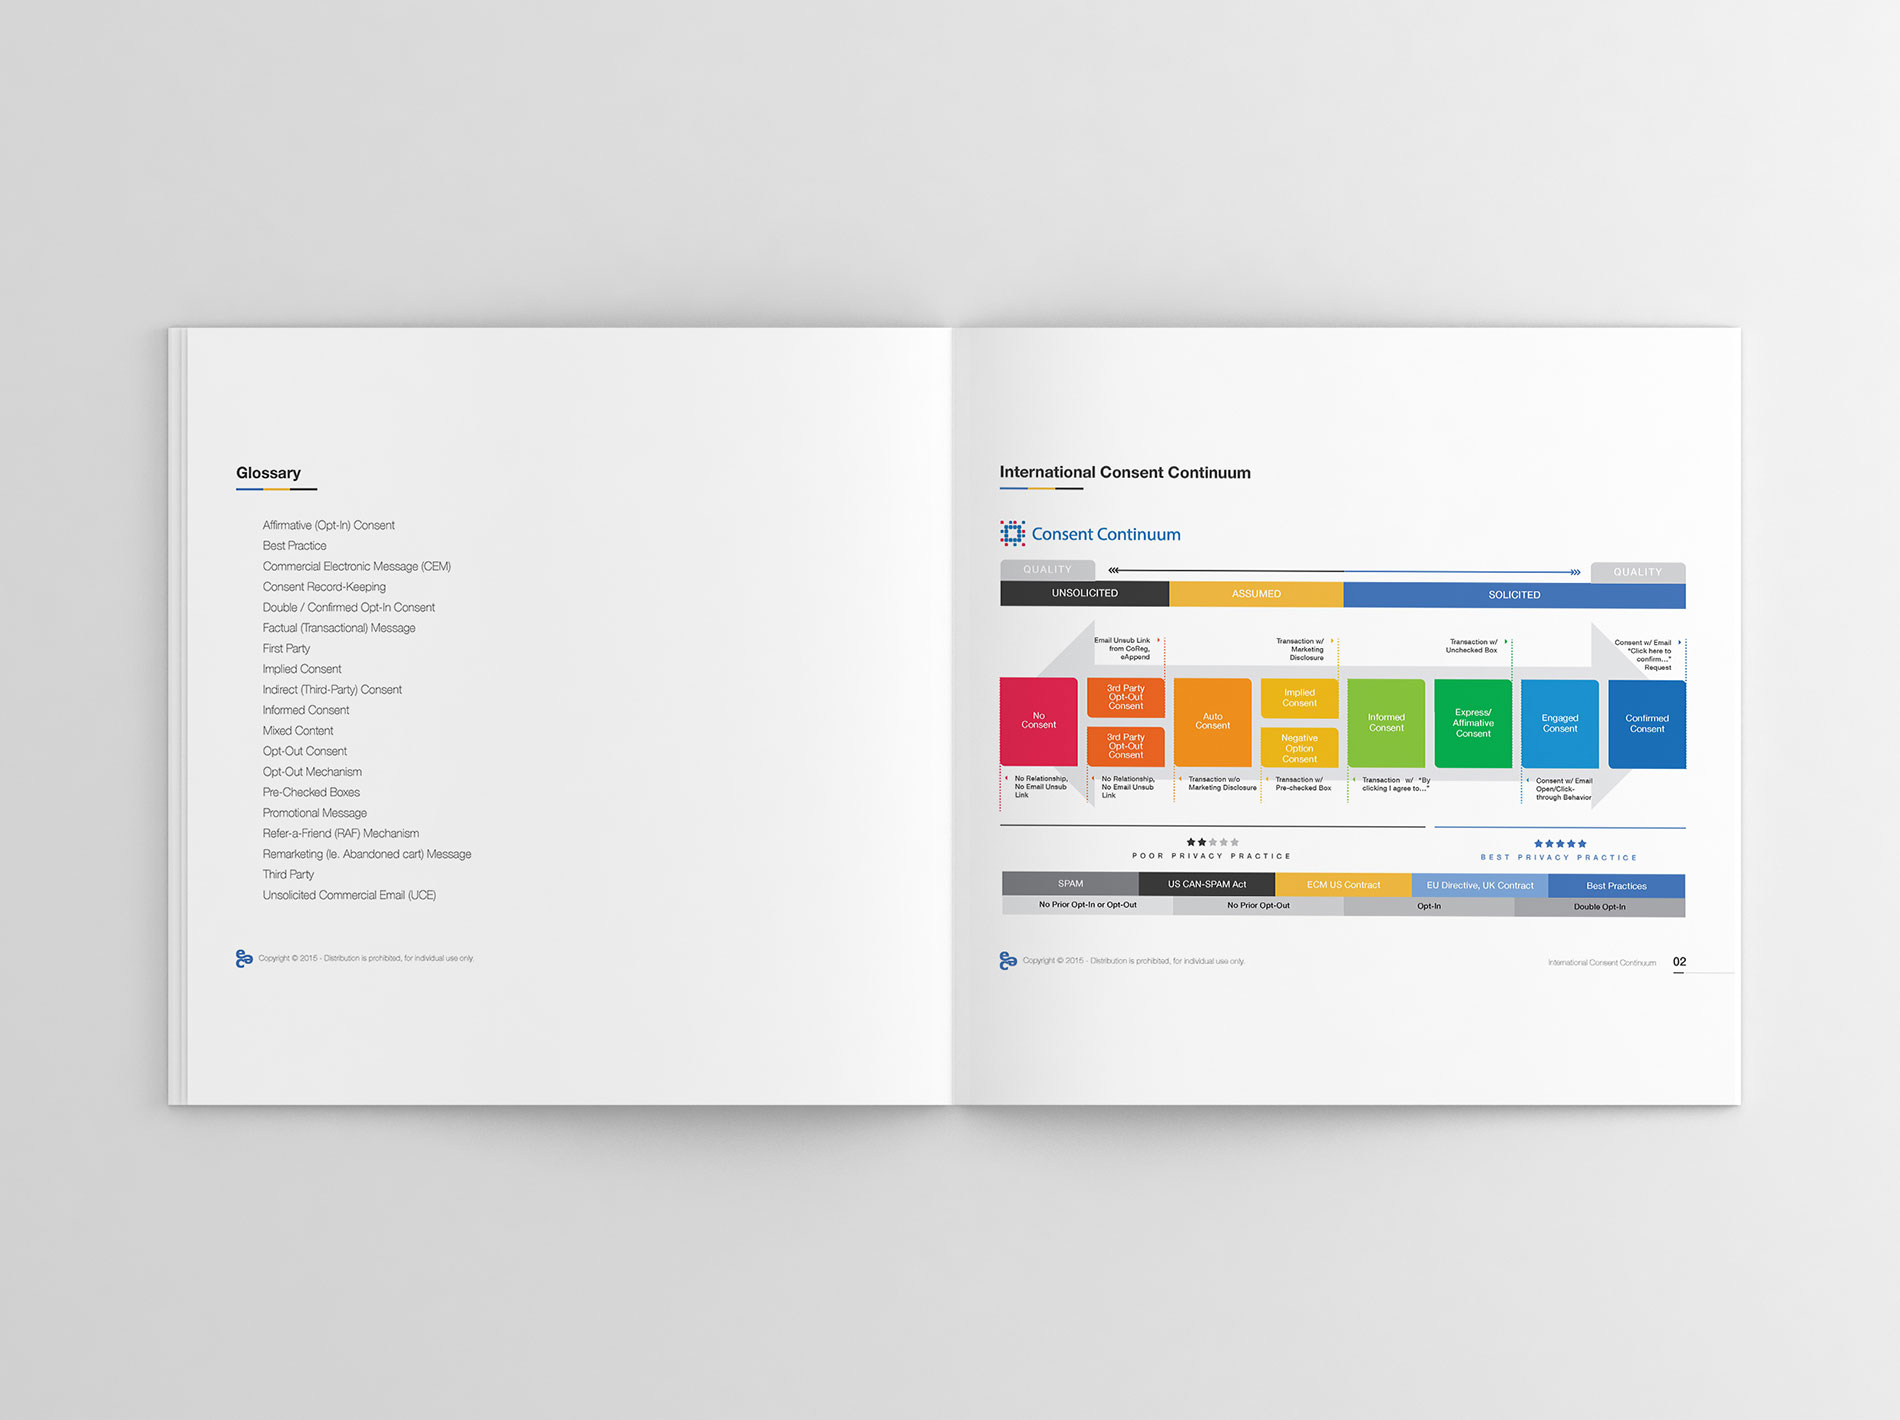 Glossary
Affirmative (Opt-In) Consent
Best Practice
Commercial Electronic Message (CEM)
Consent Record-Keeping
Double / Confirmed Opt-In Consent
Factual (Transactional) Message
First Party
Implied Consent
Indirect (Third-Party) Consent
Informed Consent
Mixed Content
Opt-Out Consent
Opt-Out Mechanism
Pre-Checked Boxes
Promotional Message
Refer-a-Friend (RAF) Mechanism
Remarketing (Ie. Abandoned cart) Message
Third Party
Unsolicited Commercial Email (UCE)
eac Copyright © 2015 - Distribution is prohibited, for individual use only.
International Consent Continuum
Consent Continuum
QUALITY QUALITY
UNSOLICITED ASSUMED SOLICITED
Email Unsub Link
from CoReg,
eAppend
Transaction w/
Marketing
Disclosure
Transaction w/
Unchecked Box
Consent w/ Email
"Click here to
confirm..."
Request
No
Consent
3rd Party
Opt-Out
Consent
3rd Party
Opt-Out
Consent
Auto
Consent
Implied
Consent
Negative
Option
Consent
Informed
Consent
Express/
Affimative
Consent
Engaged
Consent
Confirmed
Consent
No Relationship,
No Email Unsub
Link
No Relationship,
No Email Unsub
Link
Transaction w/o
Marketing Disclosure
Transaction w/
Pre-checked Box
Transaction w/ "By
clicking I agree to..."
Consent w/ Email
Open/Click-
through Behavior
POOR PRIVACY PRACTICE
BEST PRIVACY PRACTICE
SPAM US CAN-SPAM Act ECM US Contract EU Directive, UK Contract Best Practices
No Prior Opt-In or Opt-Out No Prior Opt-Out Opt-In Double Opt-In
eac Copyright © 2015 - Distribution is prohibited, for individual use only.
International Consent Continuum 02